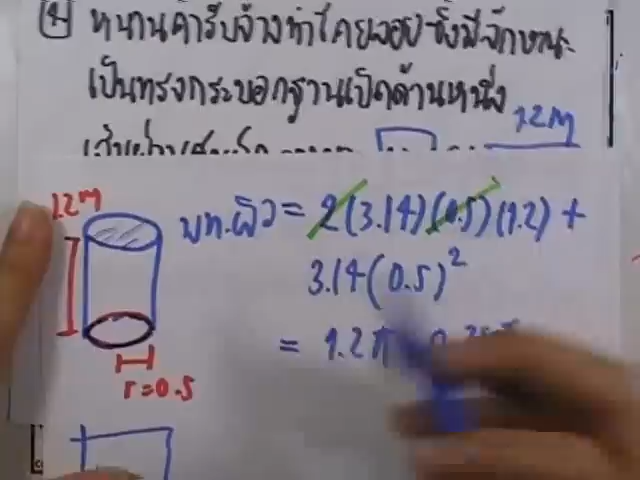 4 หนานคำรับจ้างทำโคมลอย ซึ่งมีลักษณะ
เป็นทรงกระบอกฐานเปิดด้านหนึ่ง
1.2 m
1.2 m
พท.ผิว = 2(3.14)(0.5)(1.2) +
3.14(0.5)²
= 1.2π
r=0.5